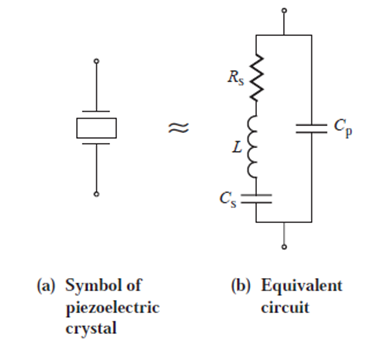 Rs
Cp
L
Cs
≈
(a) Symbol of
piezoelectric
crystal
(b) Equivalent
circuit